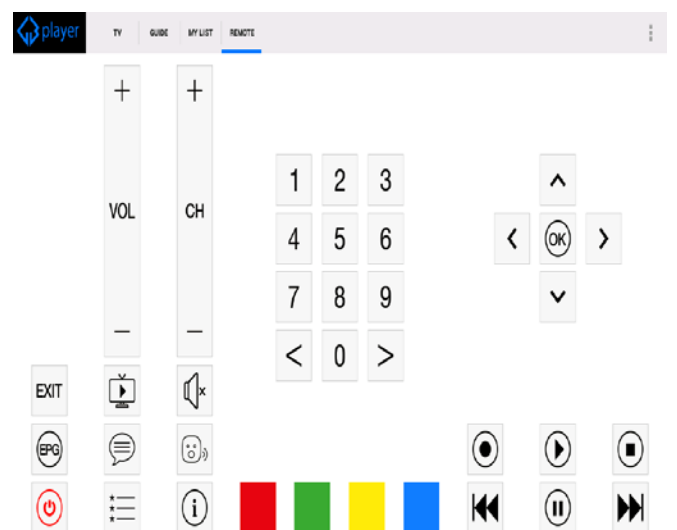 player TV GUIDE MY LIST REMOTE
+ +
1 2 3
VOL CH
4 5 6 < OK >
7 8 9
− −
< 0 >
EXIT
EPG
i